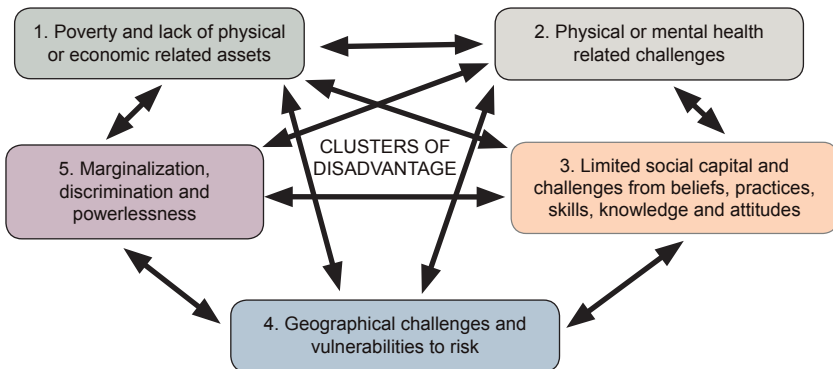 1. Poverty and lack of physical
or economic related assets
2. Physical or mental health
related challenges
CLUSTERS OF
DISADVANTAGE
5. Marginalization,
discrimination and
powerlessness
3. Limited social capital and
challenges from beliefs, practices,
skills, knowledge and attitudes
4. Geographical challenges and
vulnerabilities to risk